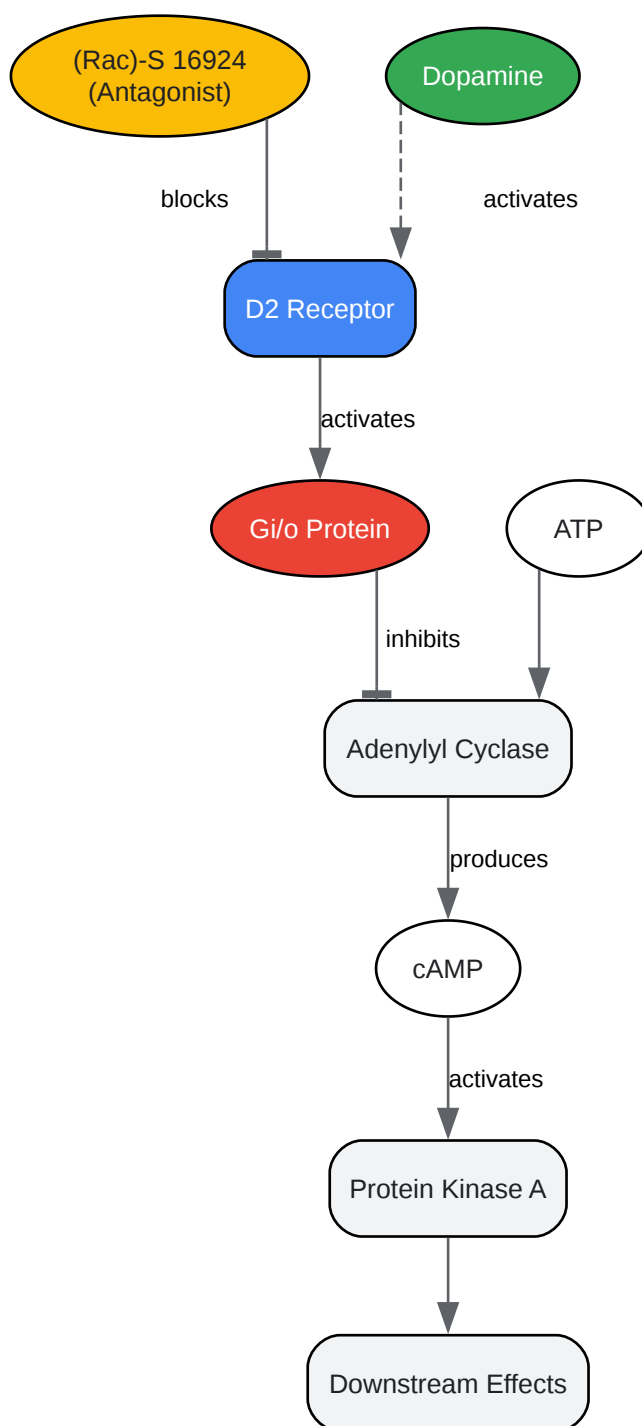 (Rac)-S 16924
(Antagonist)
Dopamine
blocks
activates
D2 Receptor
activates
Gi/o Protein
ATP
inhibits
Adenylyl Cyclase
produces
cAMP
activates
Protein Kinase A
Downstream Effects